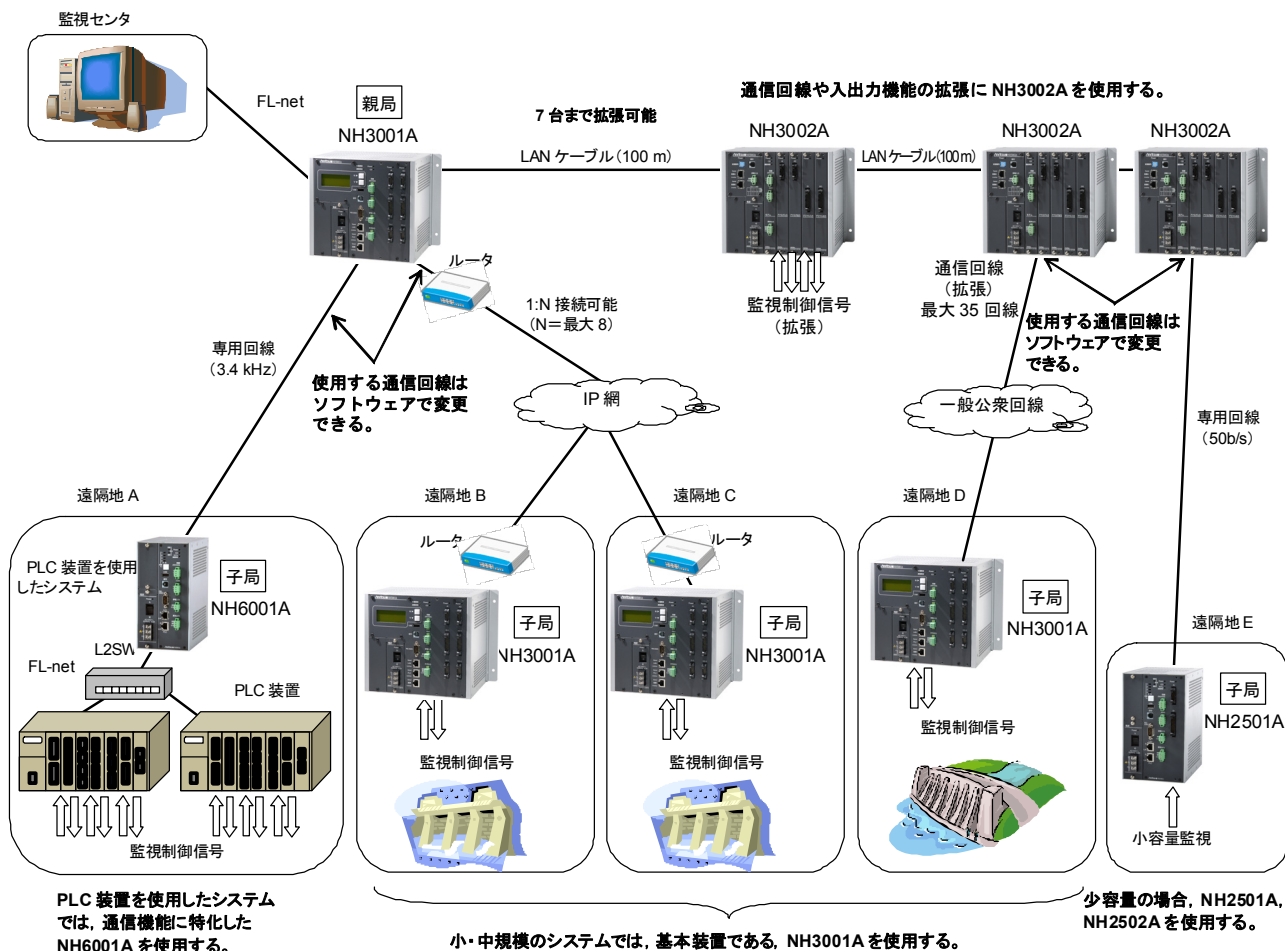 監視センタ
FL-net
親局
NH3001A
7 台まで拡張可能
LAN ケーブル(100 m)
通信回線や入出力機能の拡張に NH3002A を使用する。
NH3002A
LAN ケーブル(100m)
NH3002A
NH3002A
ルータ
1:N 接続可能
(N=最大 8)
専用回線
(3.4 kHz)
使用する通信回線は
ソフトウェアで変更
できる。
監視制御信号
(拡張)
通信回線
(拡張)
最大 35 回線
使用する通信回線は
ソフトウェアで変更
できる。
IP 網
一般公衆回線
専用回線
(50b/s)
遠隔地 A
PLC 装置を使用
したシステム
子局
NH6001A
L2SW
FL-net
PLC 装置
監視制御信号
遠隔地 B
ルータ
子局
NH3001A
監視制御信号
遠隔地 C
ルータ
子局
NH3001A
監視制御信号
遠隔地 D
子局
NH3001A
監視制御信号
遠隔地 E
子局
NH2501A
小容量監視
PLC 装置を使用したシステム
では, 通信機能に特化した
NH6001A を使用する。
小・中規模のシステムでは, 基本装置である, NH3001A を使用する。
少容量の場合, NH2501A,
NH2502A を使用する。